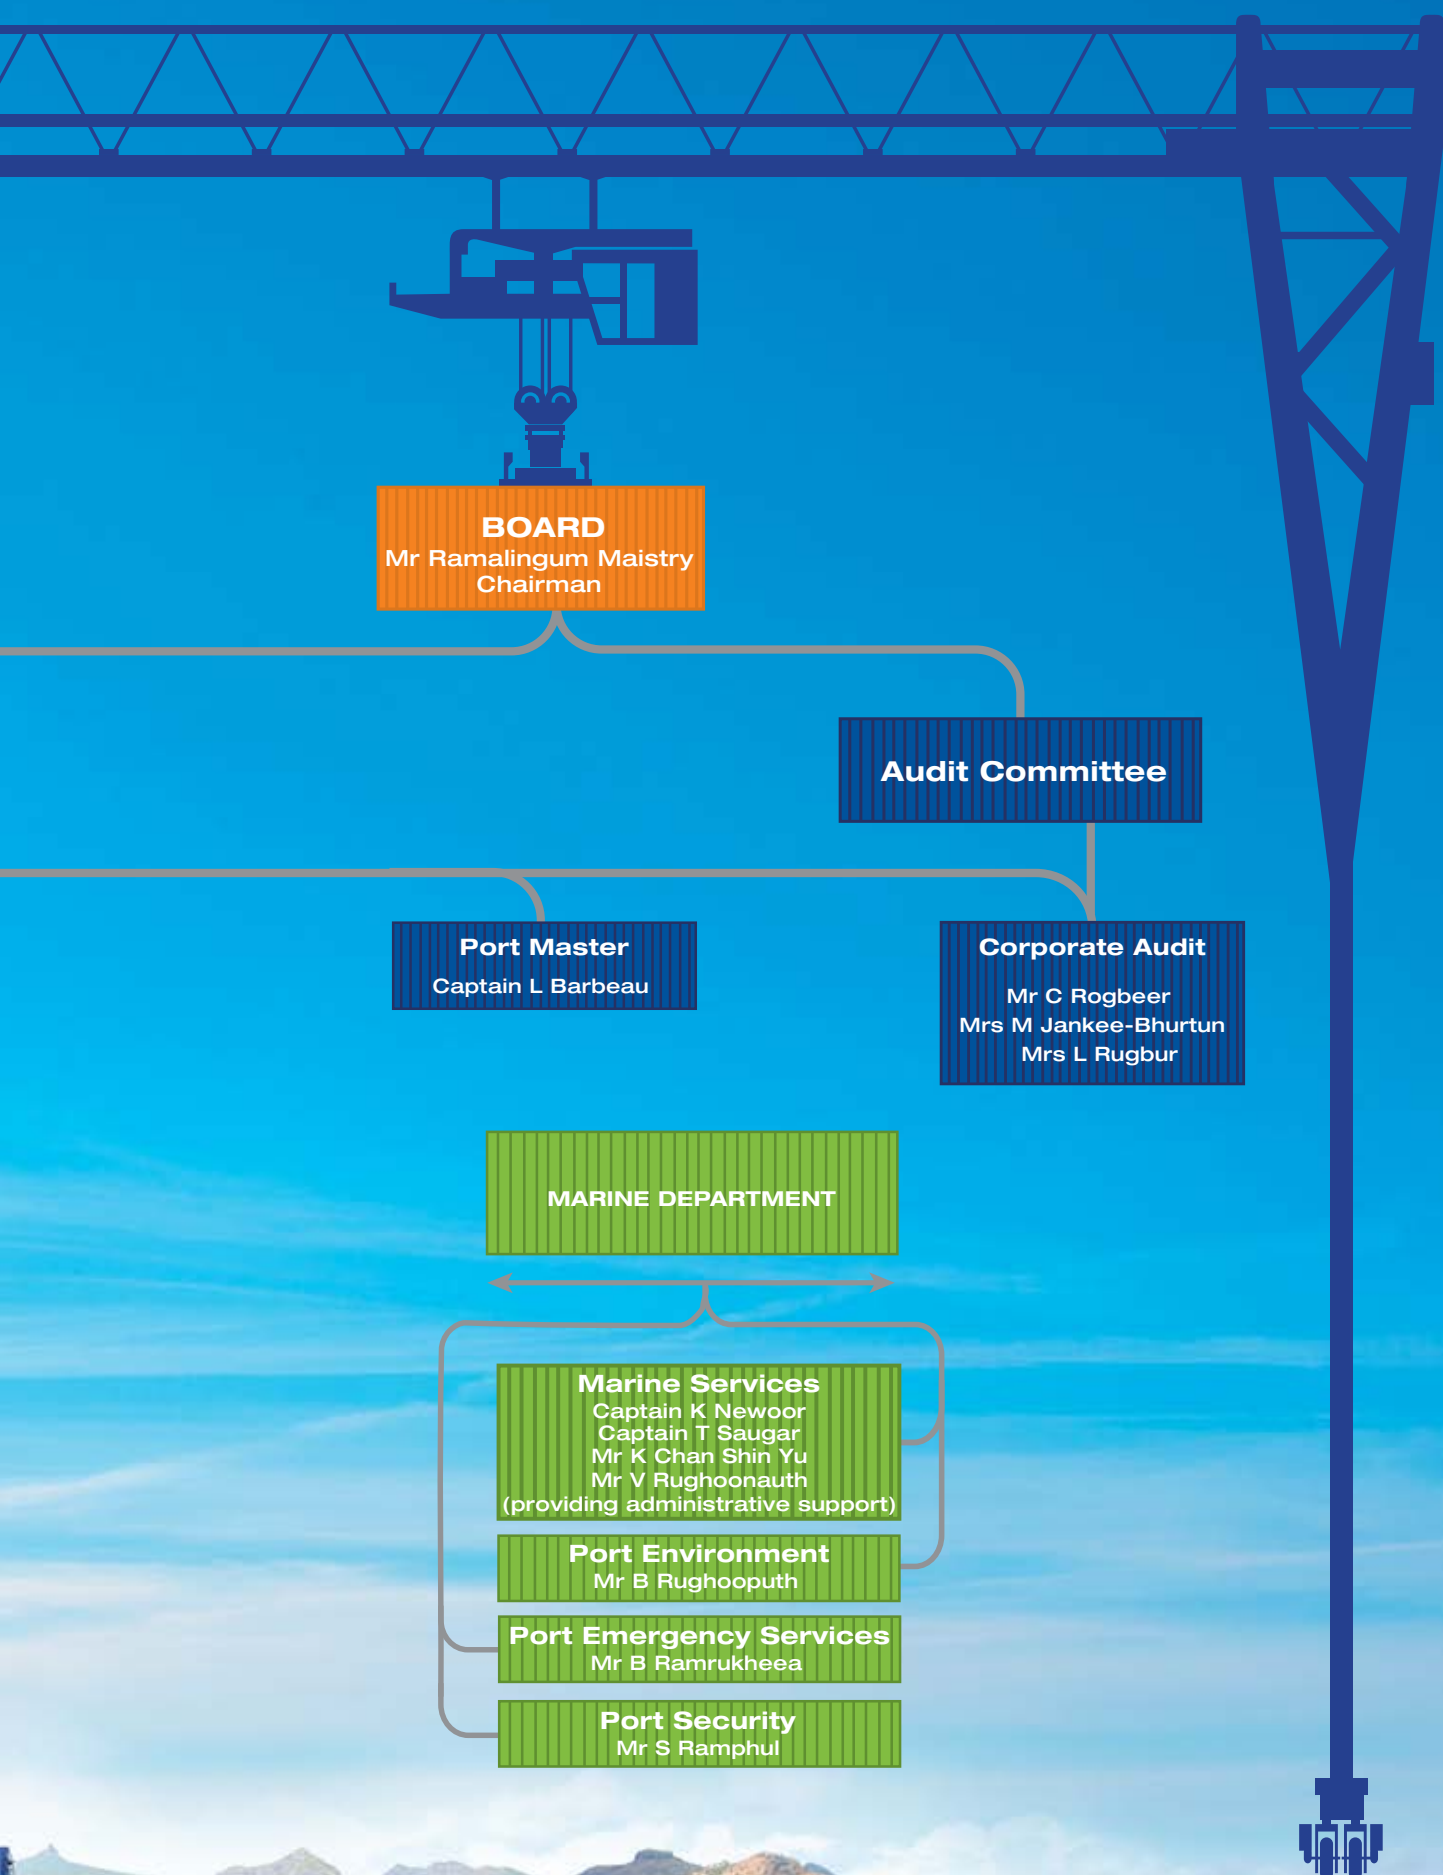 BOARD
Mr Ramalingum Maistry
Chairman
Audit Committee
Port Master
Captain L Barbeau
Corporate Audit
Mr C Rogbeer
Mrs M Jankee-Bhurtun
Mrs L Rugbur
MARINE DEPARTMENT
Marine Services
Captain K Newoor
Captain T Saugar
Mr K Chan Shin Yu
Mr V Rughoonauth
(providing administrative support)
Port Environment
Mr B Rughooputh
Port Emergency Services
Mr B Ramrukheea
Port Security
Mr S Ramphul